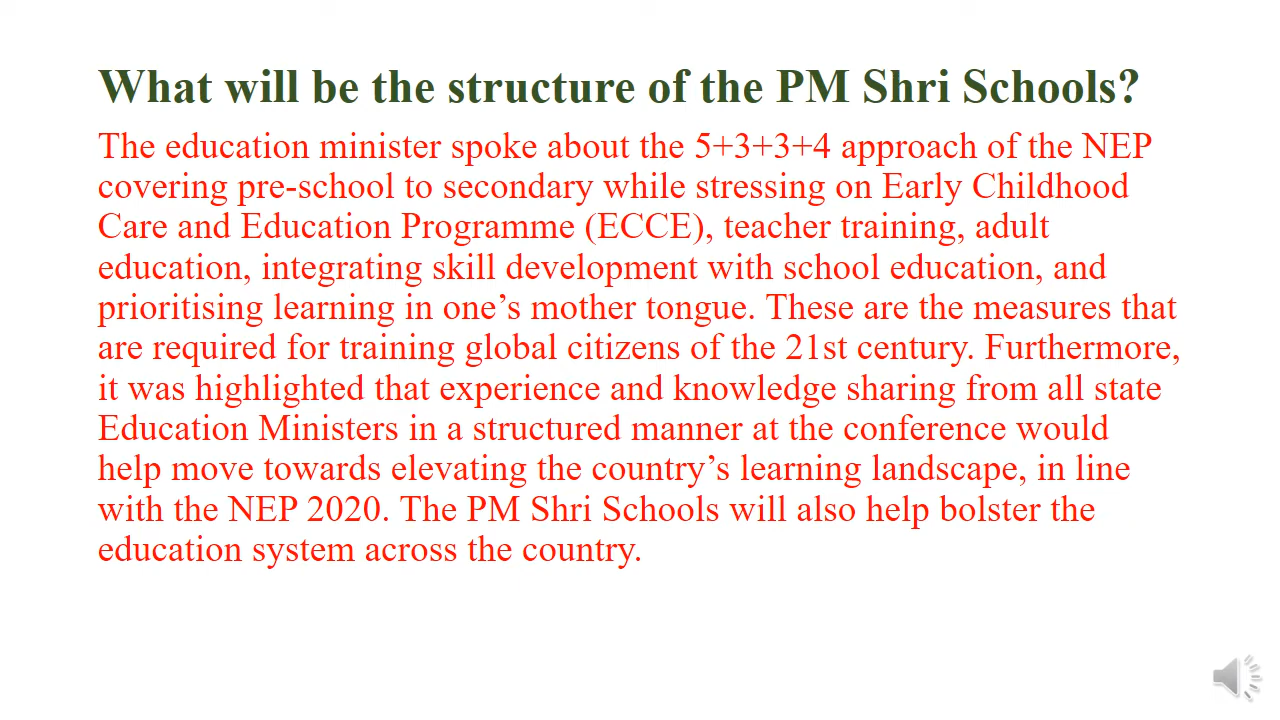 What will be the structure of the PM Shri Schools?
The education minister spoke about the 5+3+3+4 approach of the NEP
covering pre-school to secondary while stressing on Early Childhood
Care and Education Programme (ECCE), teacher training, adult
education, integrating skill development with school education, and
prioritising learning in one’s mother tongue. These are the measures that
are required for training global citizens of the 21st century. Furthermore,
it was highlighted that experience and knowledge sharing from all state
Education Ministers in a structured manner at the conference would
help move towards elevating the country’s learning landscape, in line
with the NEP 2020. The PM Shri Schools will also help bolster the
education system across the country.